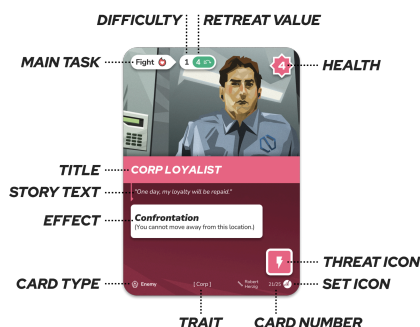 DIFFICULTY
RETREAT VALUE
MAIN TASK
Fight
1
4
4
HEALTH
TITLE
CORP LOYALIST
STORY TEXT
"One day, my loyalty will be repaid."
EFFECT
Confrontation
(You cannot move away from this location.)
THREAT ICON
CARD TYPE
Enemy
[ Corp ]
Robert
Hennig
21/25
SET ICON
TRAIT
CARD NUMBER